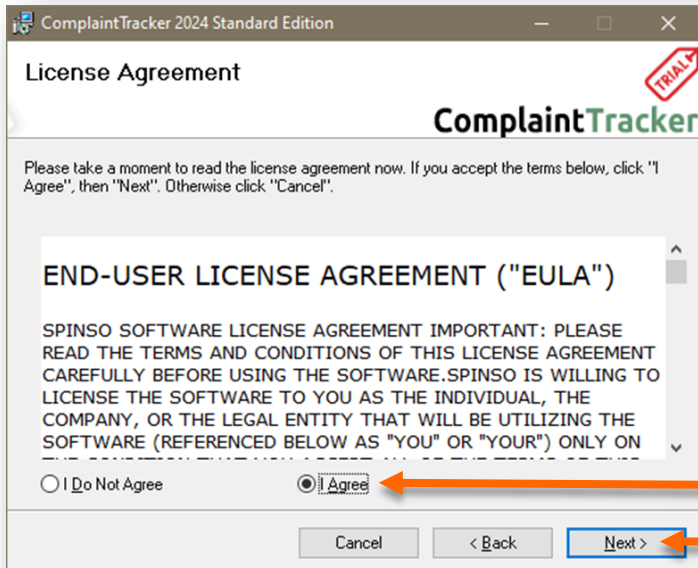 ComplaintTracker 2024 Standard Edition
License Agreement
TRIAL
ComplaintTracker
Please take a moment to read the license agreement now. If you accept the terms below, click "I
Agree", then "Next". Otherwise click "Cancel".
END-USER LICENSE AGREEMENT ("EULA")
SPINSO SOFTWARE LICENSE AGREEMENT IMPORTANT: PLEASE
READ THE TERMS AND CONDITIONS OF THIS LICENSE AGREEMENT
CAREFULLY BEFORE USING THE SOFTWARE.SPINSO IS WILLING TO
LICENSE THE SOFTWARE TO YOU AS THE INDIVIDUAL, THE
COMPANY, OR THE LEGAL ENTITY THAT WILL BE UTILIZING THE
SOFTWARE (REFERENCED BELOW AS "YOU" OR "YOUR") ONLY ON
I Do Not Agree
I Agree
Cancel
< Back
Next >